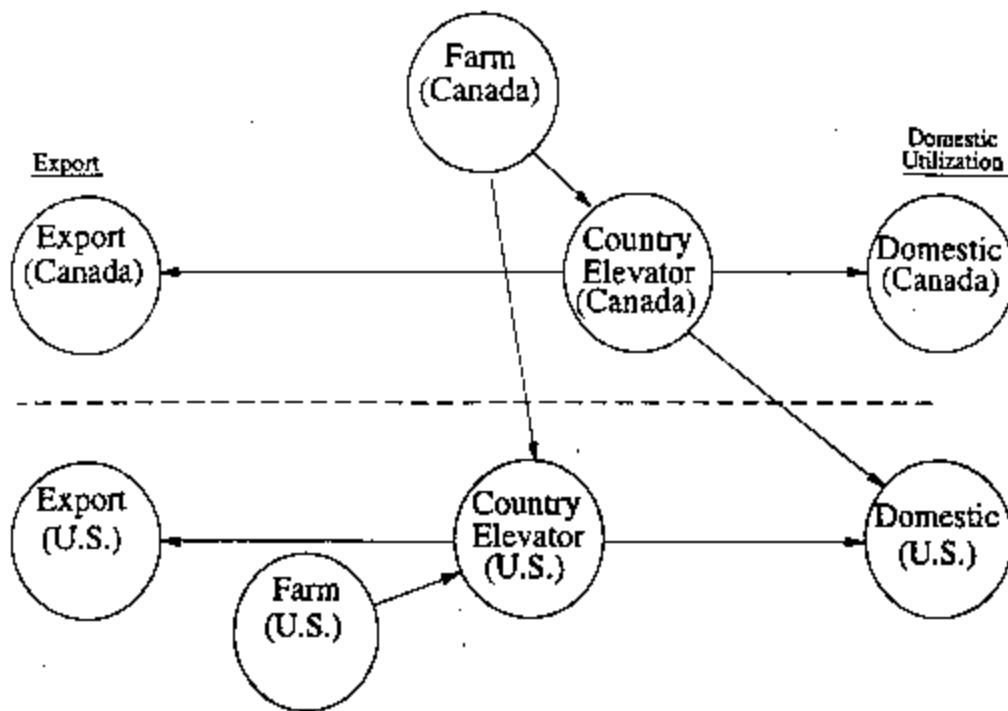 Farm
(Canada)
Export
Domestic
Utilization
Export
(Canada)
Country
Elevator
(Canada)
Domestic
(Canada)
Export
(U.S.)
Country
Elevator
(U.S.)
Domestic
(U.S.)
Farm
(U.S.)